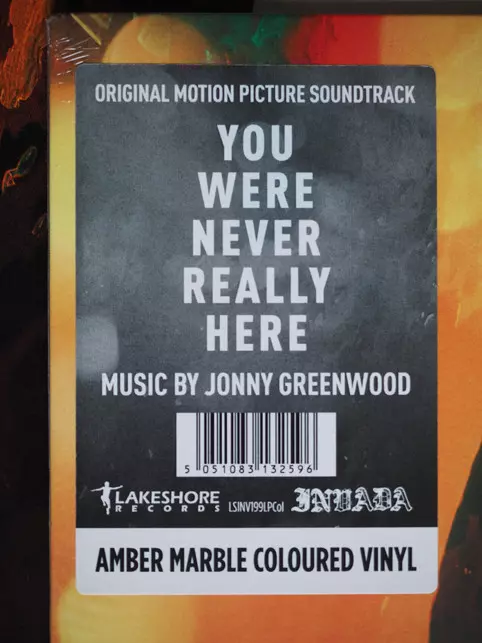 ORIGINAL MOTION PICTURE SOUNDTRACK
YOU
WERE
NEVER
REALLY
HERE
MUSIC BY JONNY GREENWOOD
5 051083 132596
LAKESHORE
RECORDS LSINV199LPCol INVADA
AMBER MARBLE COLOURED VINYL